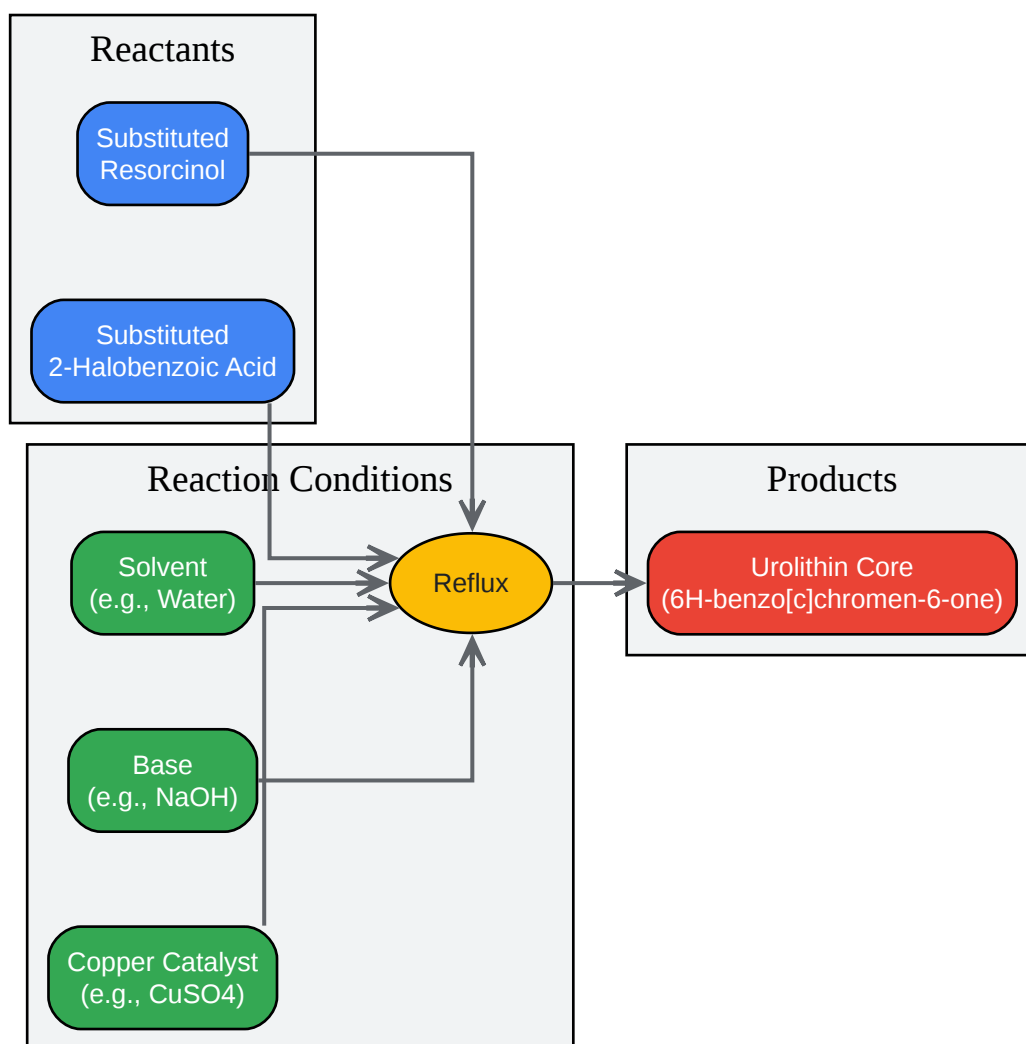 Reactants
Substituted
Resorcinol
Substituted
2-Halobenzoic Acid
Reaction Conditions
Products
Solvent
(e.g., Water)
Reflux
Urolithin Core
(6H-benzo[c]chromen-6-one)
Base
(e.g., NaOH)
Copper Catalyst
(e.g., CuSO4)